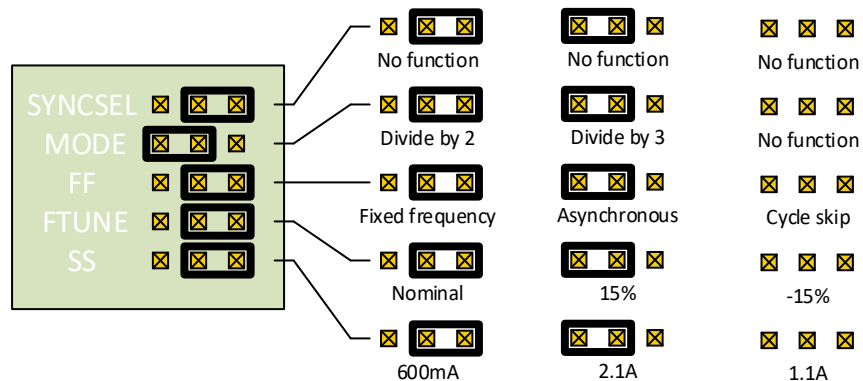 No function
No function
No function
SYNCSEL
MODE
Divide by 2
Divide by 3
No function
FF
Fixed frequency
Asynchronous
Cycle skip
FTUNE
SS
Nominal
15%
-15%
600mA
2.1A
1.1A